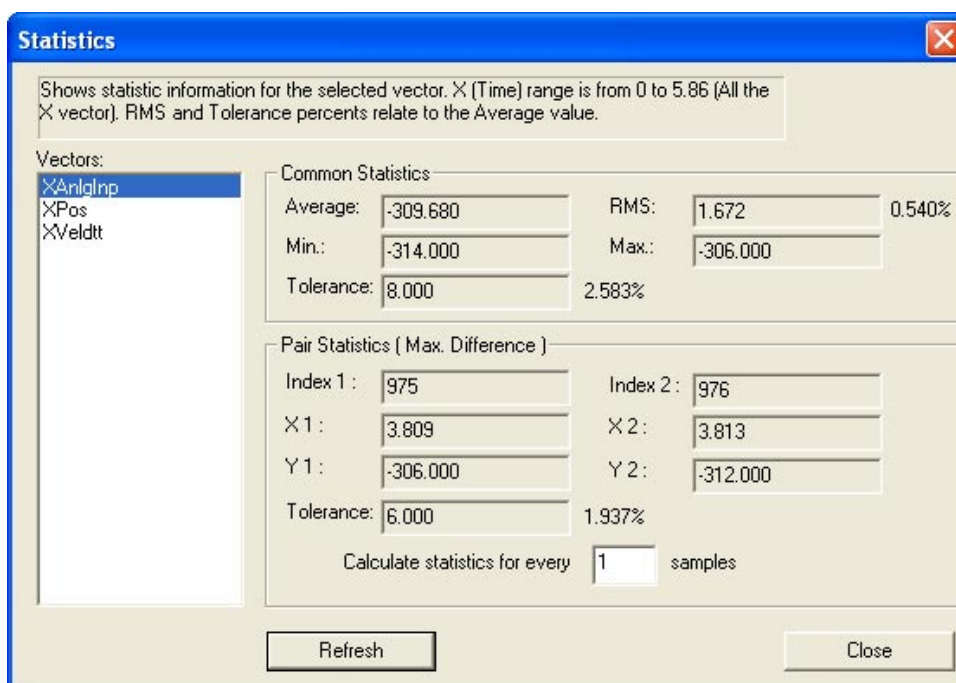 Statistics
Shows statistic information for the selected vector. X (Time) range is from 0 to 5.86 (All the
X vector). RMS and Tolerance percents relate to the Average value.
Vectors:
XAnlgInp
XPos
XVeldtt
Common Statistics
Average: -309.680 RMS: 1.672 0.540%
Min.: -314.000 Max.: -306.000
Tolerance: 8.000 2.583%
Pair Statistics ( Max. Difference )
Index 1 : 975 Index 2 : 976
X 1 : 3.809 X 2 : 3.813
Y 1 : -306.000 Y 2 : -312.000
Tolerance: 6.000 1.937%
Calculate statistics for every 1 samples
Refresh Close